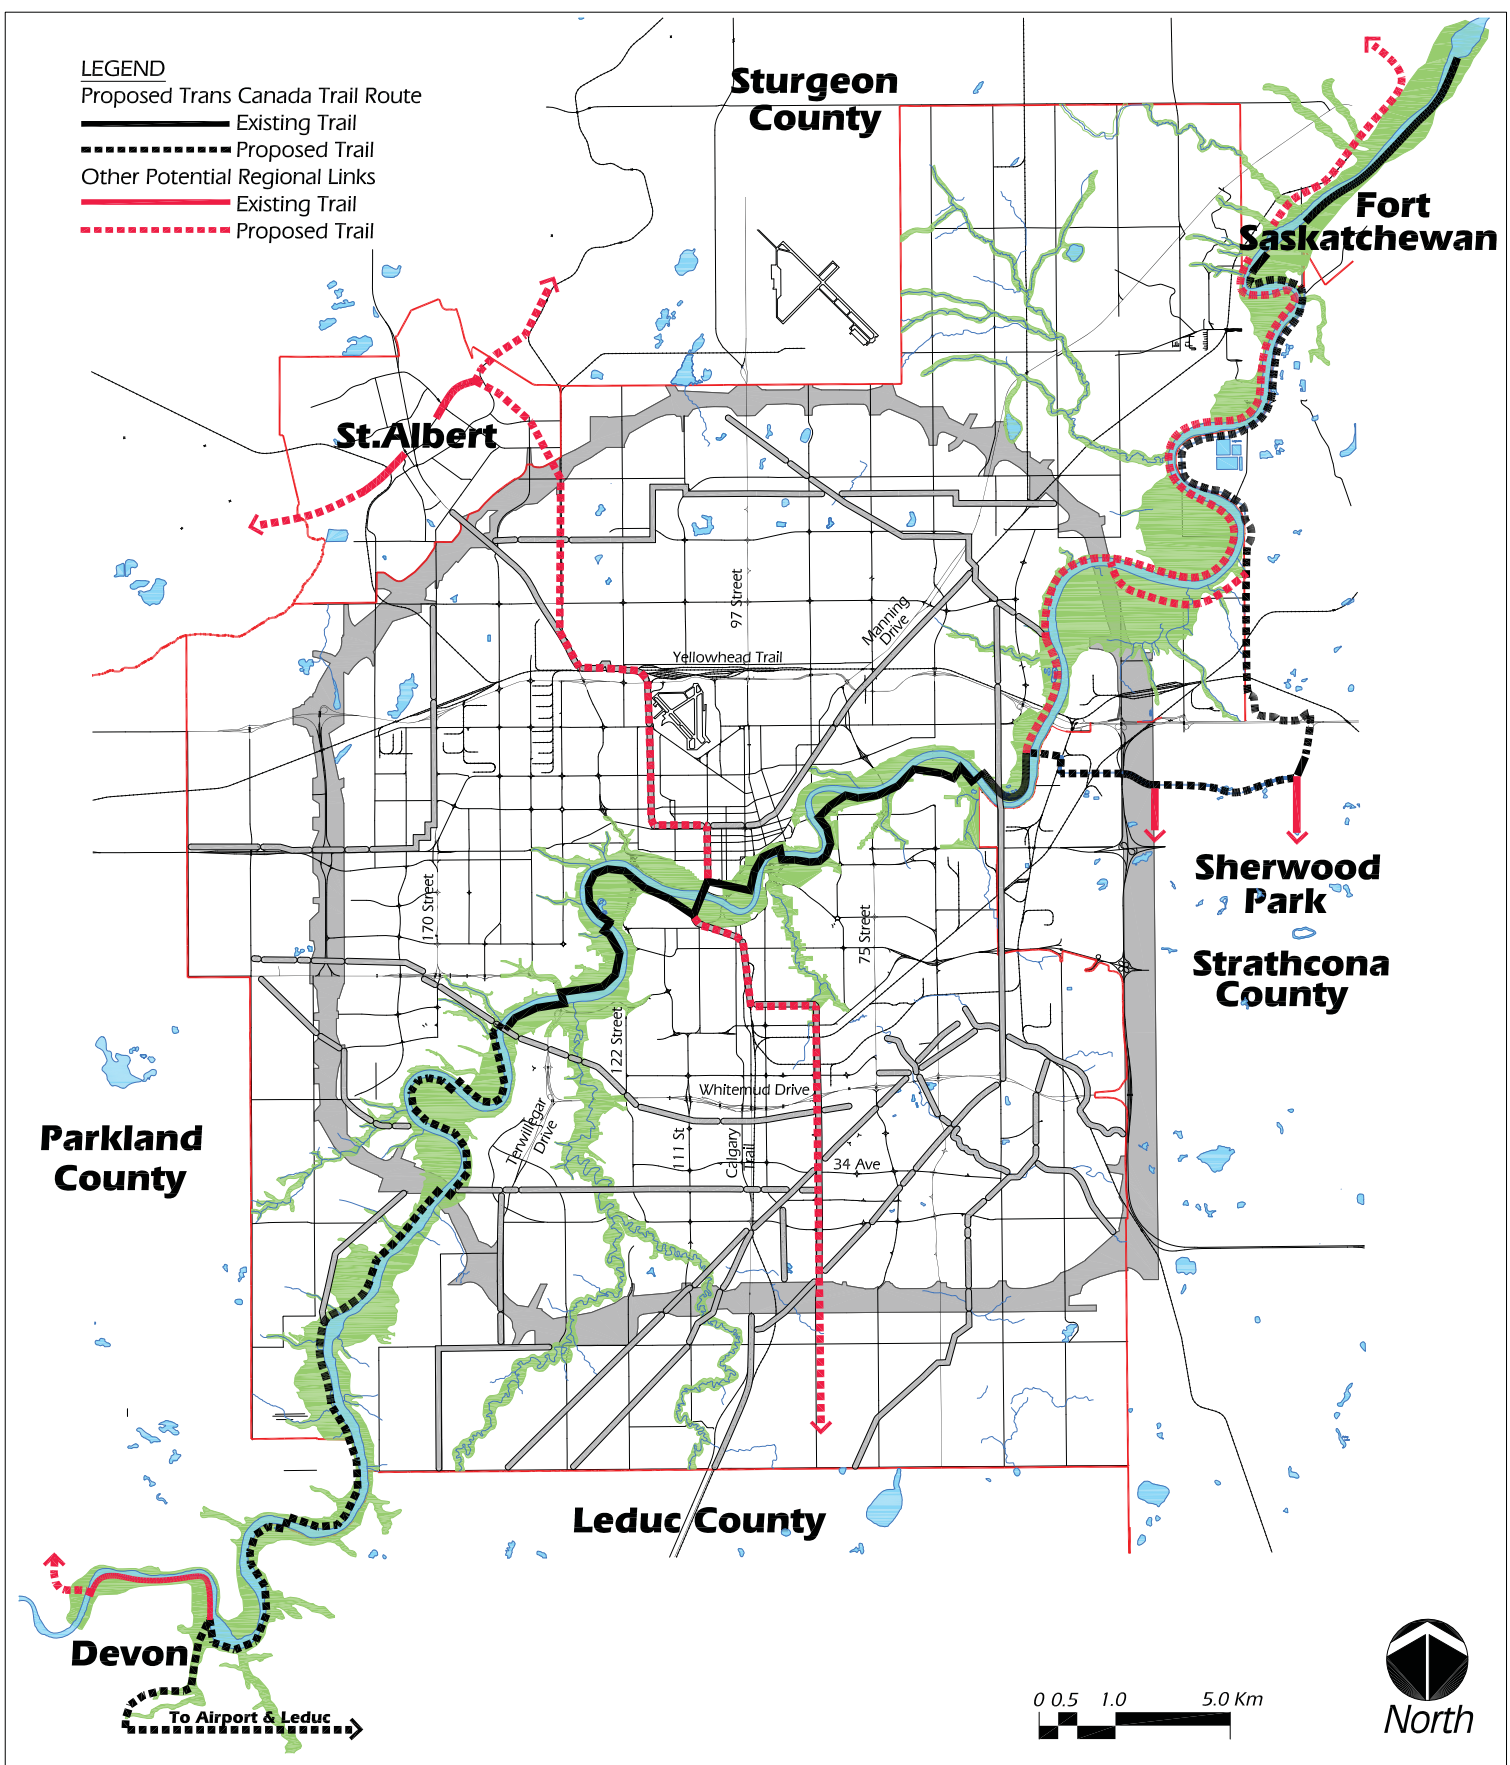 LEGEND
Proposed Trans Canada Trail Route
Existing Trail
Proposed Trail
Other Potential Regional Links
Existing Trail
Proposed Trail
Sturgeon
County
Fort
Saskatchewan
St.Albert
97 Street
Manning
Drive
Yellowhead Trail
170 Street
75 Street
Sherwood
Park
Strathcona
County
122 Street
Whitemud Drive
Terwillegar
Drive
111 St
Calgary
Trail
34 Ave
Parkland
County
Leduc County
Devon
To Airport & Leduc
0 0.5 1.0 5.0 Km
North